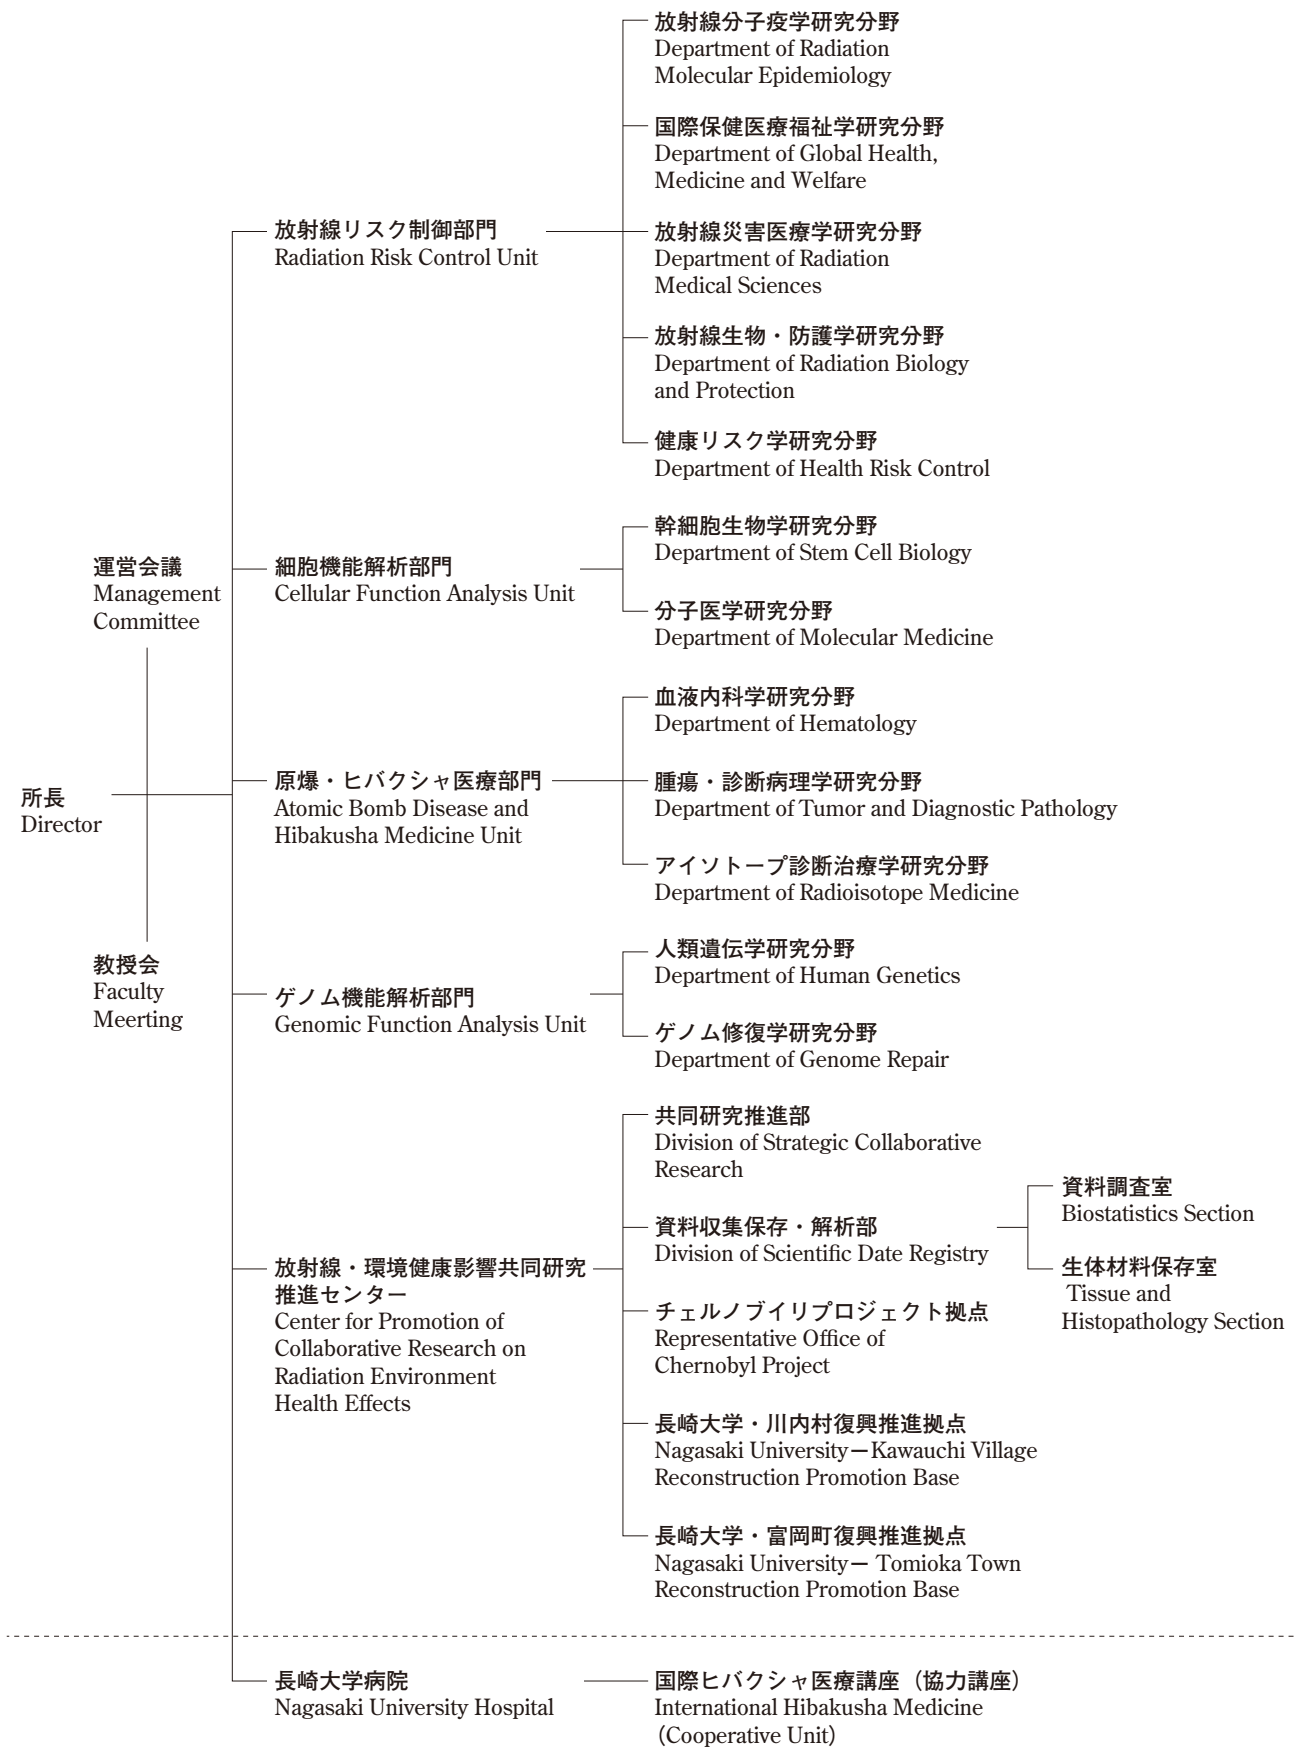 所長
Director
運営会議
Management
Committee
教授会
Faculty
Meerting
放射線リスク制御部門
Radiation Risk Control Unit
放射線分子疫学研究分野
Department of Radiation
Molecular Epidemiology
国際保健医療福祉学研究分野
Department of Global Health,
Medicine and Welfare
放射線災害医療学研究分野
Department of Radiation
Medical Sciences
放射線生物・防護学研究分野
Department of Radiation Biology
and Protection
健康リスク学研究分野
Department of Health Risk Control
細胞機能解析部門
Cellular Function Analysis Unit
幹細胞生物学研究分野
Department of Stem Cell Biology
分子医学研究分野
Department of Molecular Medicine
原爆・ヒバクシャ医療部門
Atomic Bomb Disease and
Hibakusha Medicine Unit
血液内科学研究分野
Department of Hematology
腫瘍・診断病理学研究分野
Department of Tumor and Diagnostic Pathology
アイソトープ診断治療学研究分野
Department of Radioisotope Medicine
ゲノム機能解析部門
Genomic Function Analysis Unit
人類遺伝学研究分野
Department of Human Genetics
ゲノム修復学研究分野
Department of Genome Repair
放射線・環境健康影響共同研究
推進センター
Center for Promotion of
Collaborative Research on
Radiation Environment
Health Effects
共同研究推進部
Division of Strategic Collaborative
Research
資料収集保存・解析部
Division of Scientific Date Registry
資料調査室
Biostatistics Section
生体材料保存室
Tissue and
Histopathology Section
チェルノブイリプロジェクト拠点
Representative Office of
Chernobyl Project
長崎大学・川内村復興推進拠点
Nagasaki University－Kawauchi Village
Reconstruction Promotion Base
長崎大学・富岡町復興推進拠点
Nagasaki University－ Tomioka Town
Reconstruction Promotion Base
長崎大学病院
Nagasaki University Hospital
国際ヒバクシャ医療講座（協力講座）
International Hibakusha Medicine
(Cooperative Unit)